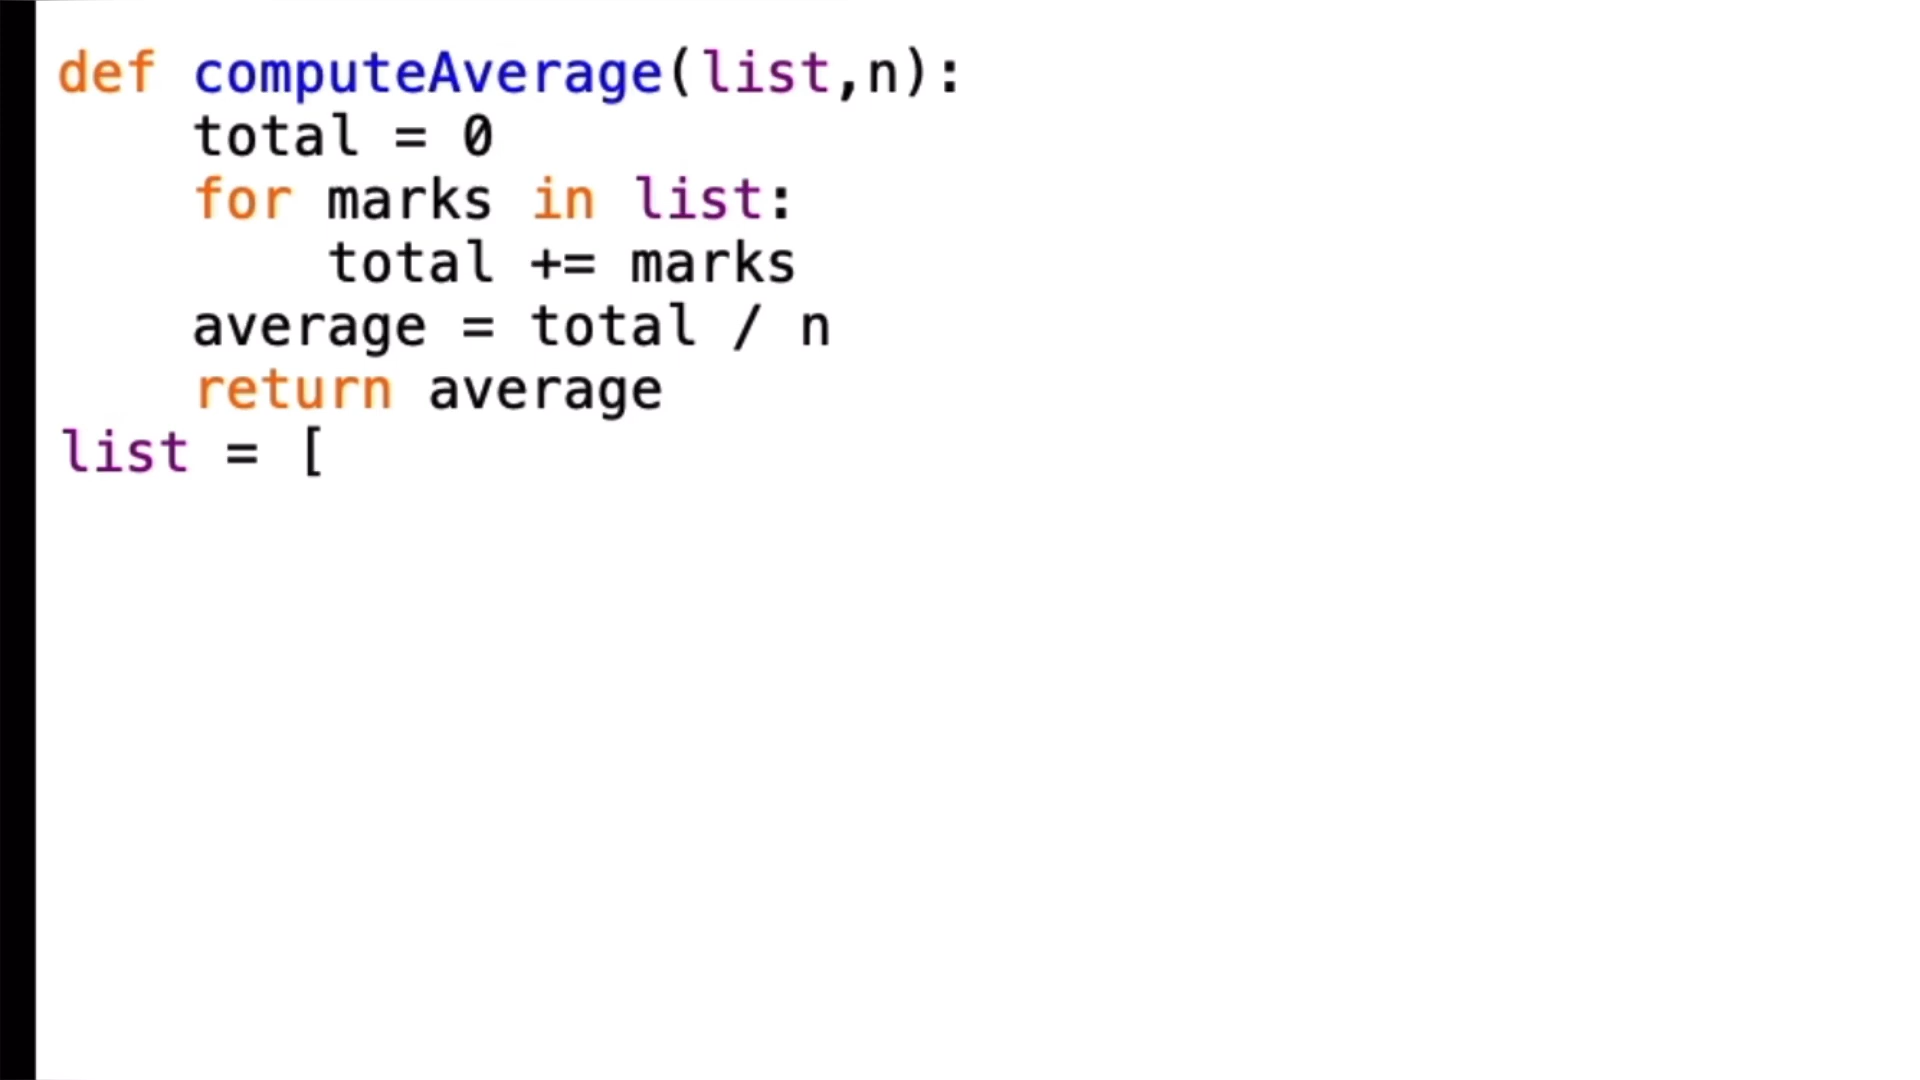 def computeAverage(list,n):
    total = 0
    for marks in list:
        total += marks
    average = total / n
    return average
list = [